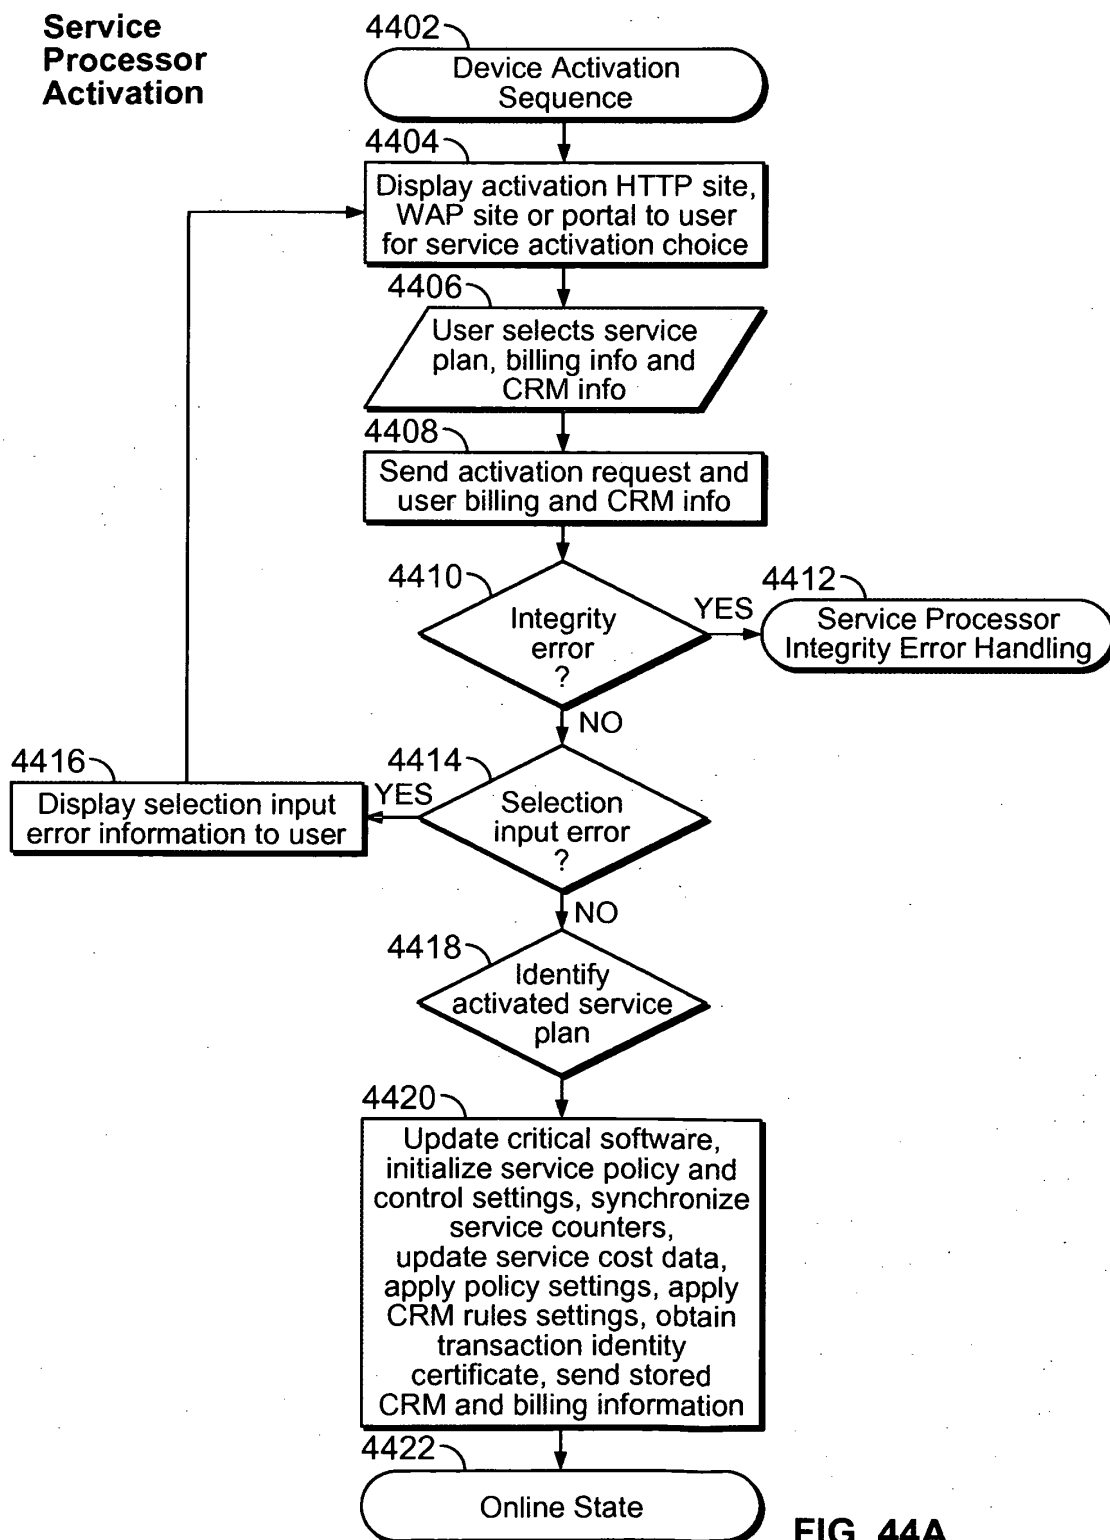 Service
Processor
Activation
4402
Device Activation
Sequence
4404
Display activation HTTP site,
WAP site or portal to user
for service activation choice
4406
User selects service
plan, billing info and
CRM info
4408
Send activation request and
user billing and CRM info
4410
Integrity
error
?
YES
4412
Service Processor
Integrity Error Handling
NO
4416
Display selection input
error information to user
YES
4414
Selection
input error
?
NO
4418
Identify
activated service
plan
4420
Update critical software,
initialize service policy and
control settings, synchronize
service counters,
update service cost data,
apply policy settings, apply
CRM rules settings, obtain
transaction identity
certificate, send stored
CRM and billing information
4422
Online State
FIG. 44A